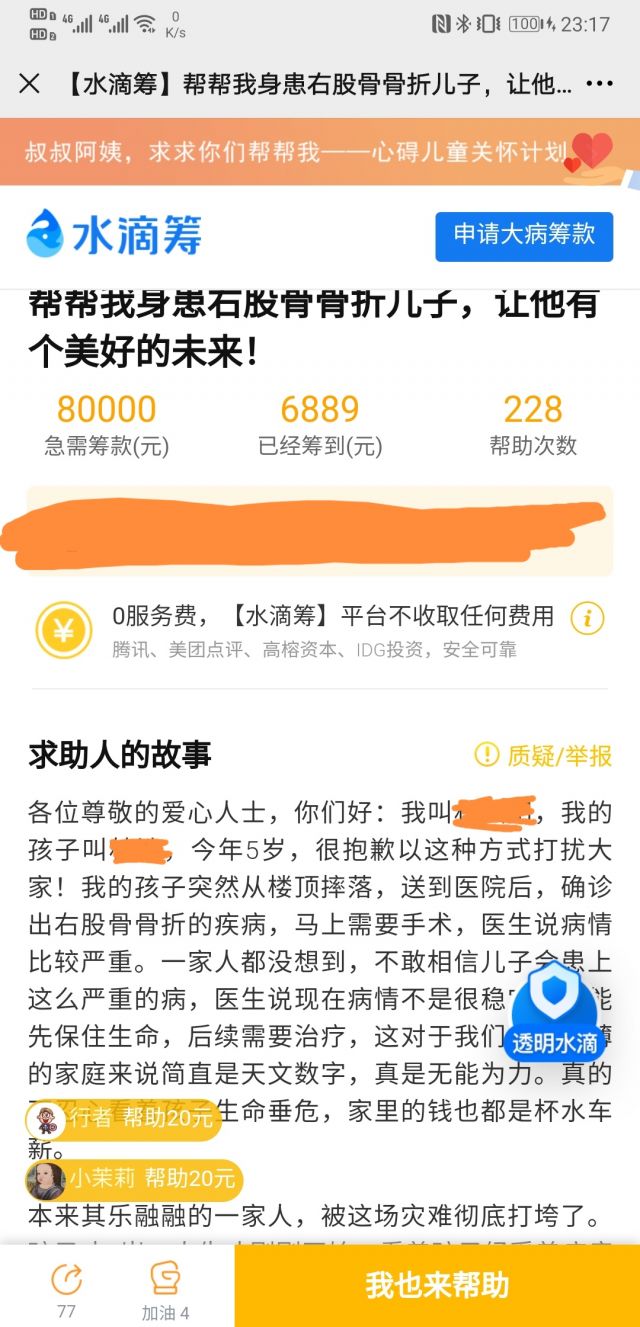 HD 1 4G 4G 0
HD 2 K/s 100 23:17
【水滴筹】帮帮我身患右股骨骨折儿子，让他... ...
叔叔阿姨，求求你们帮帮我——心碍儿童关怀计划
水滴筹 申请大病筹款
帮帮我身患右股骨骨折儿子，让他有
个美好的未来！
80000 6889 228
急需筹款(元) 已经筹到(元) 帮助次数
¥ 0服务费，【水滴筹】平台不收取任何费用 i
腾讯、美团点评、高榕资本、IDG投资，安全可靠
求助人的故事 质疑/举报
各位尊敬的爱心人士，你们好：我叫，我的
孩子叫，今年5岁，很抱歉以这种方式打扰大
家！我的孩子突然从楼顶摔落，送到医院后，确诊
出右股骨骨折的疾病，马上需要手术，医生说病情
比较严重。一家人都没想到，不敢相信儿子会患上
这么严重的病，医生说现在病情不是很稳 能
先保住生命，后续需要治疗，这对于我们
的家庭来说简直是天文数字，真是无能为力。真的
透明水滴
生命垂危，家里的钱也都是杯水车
行者 帮助20元
新。
小茉莉 帮助20元
本来其乐融融的一家人，被这场灾难彻底打垮了。
77 加油 4 我也来帮助